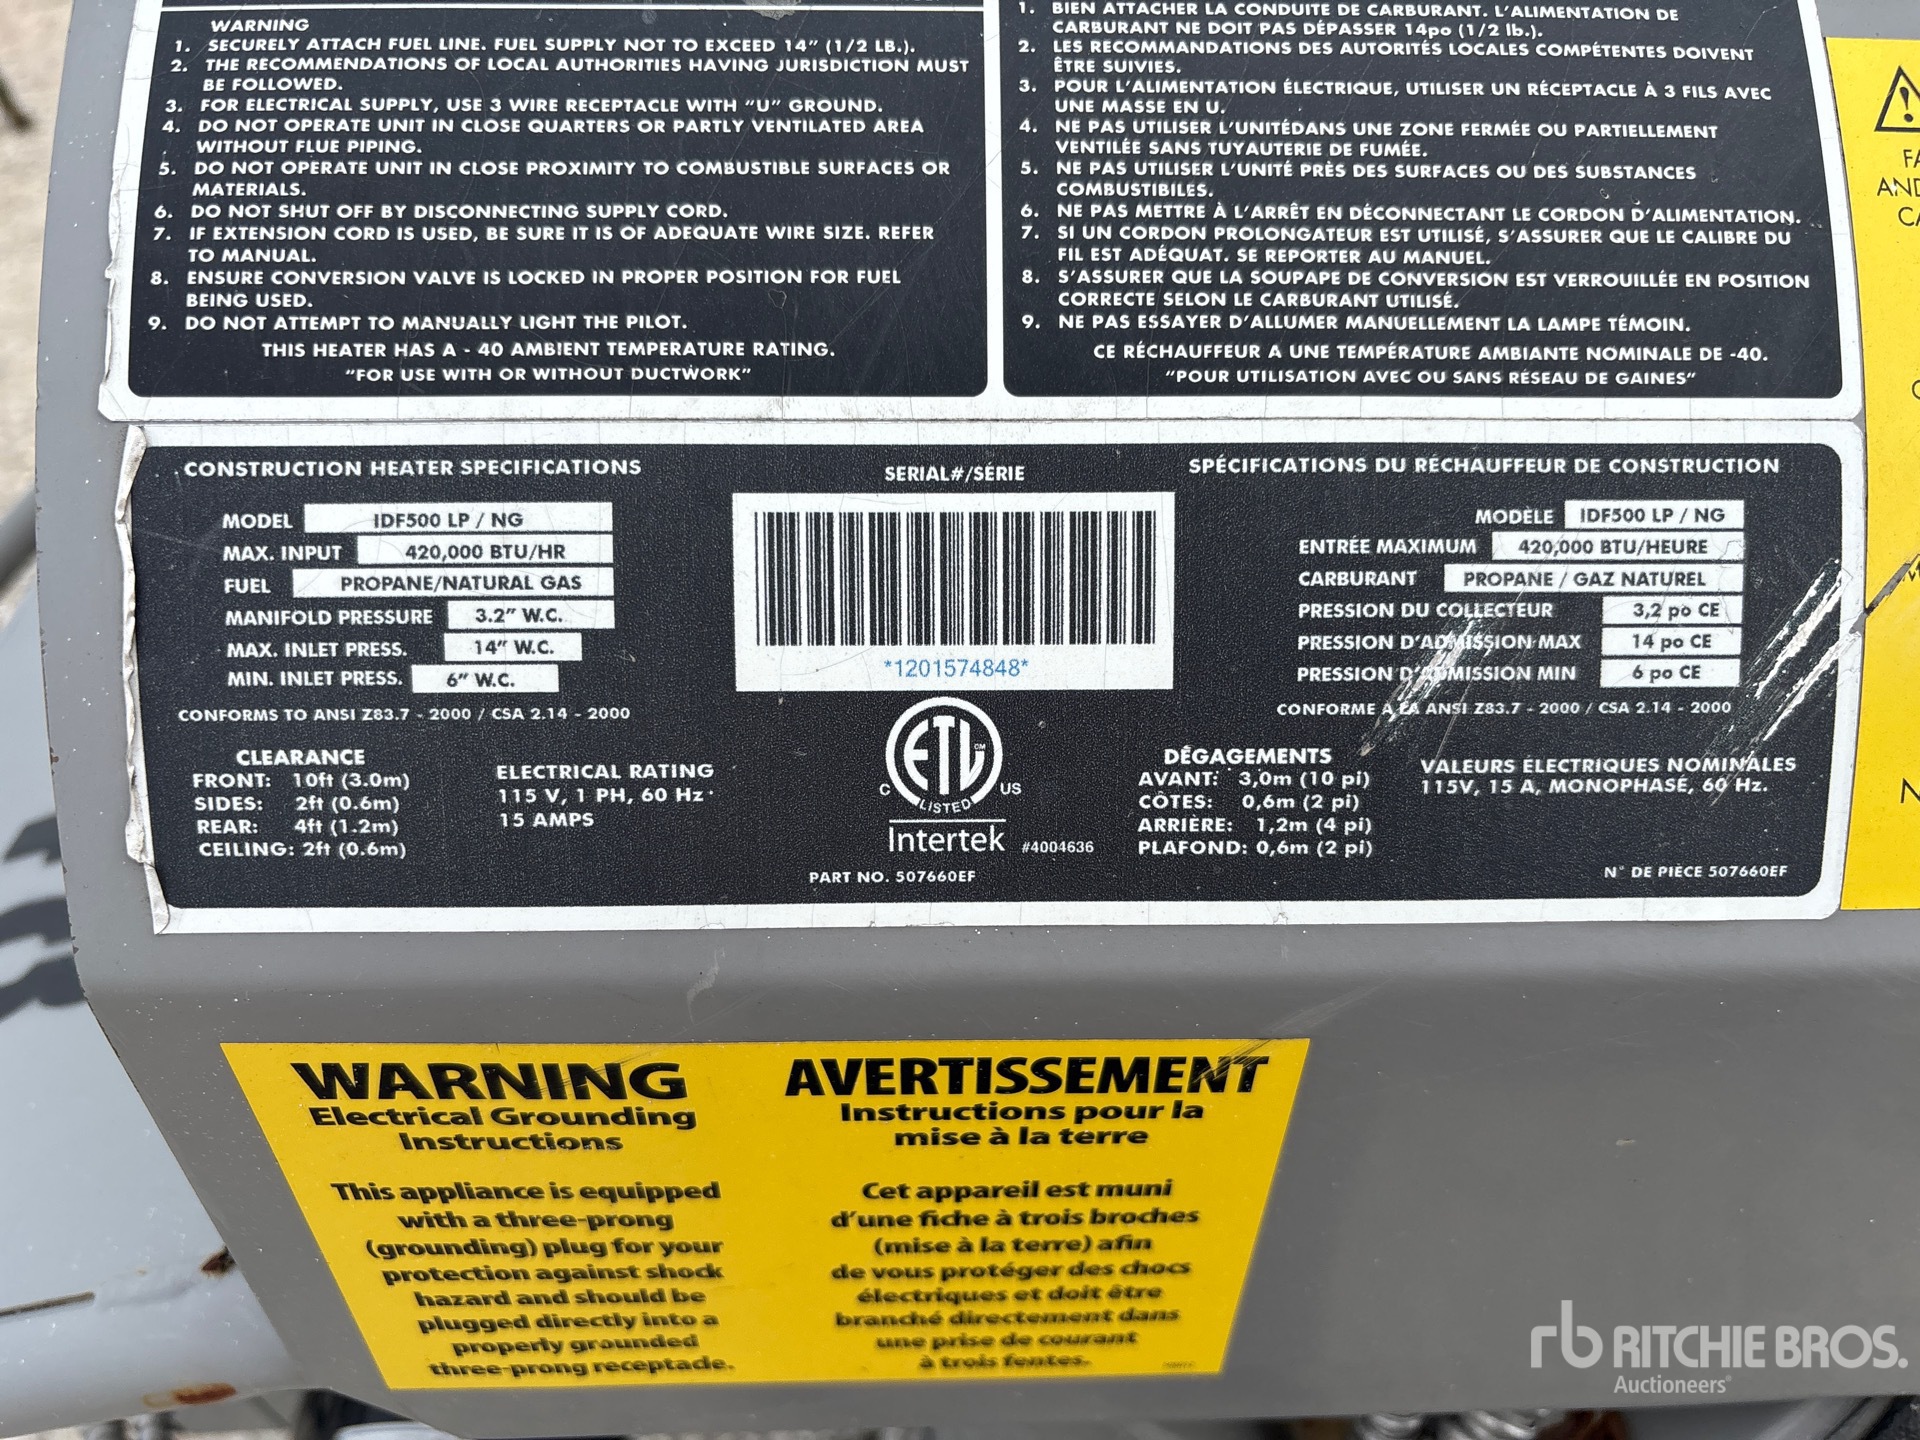 WARNING
1. SECURELY ATTACH FUEL LINE. FUEL SUPPLY NOT TO EXCEED 14" (1/2 LB.).
2. THE RECOMMENDATIONS OF LOCAL AUTHORITIES HAVING JURISDICTION MUST
BE FOLLOWED.
3. FOR ELECTRICAL SUPPLY, USE 3 WIRE RECEPTACLE WITH "U" GROUND.
4. DO NOT OPERATE UNIT IN CLOSE QUARTERS OR PARTLY VENTILATED AREA
WITHOUT FLUE PIPING.
5. DO NOT OPERATE UNIT IN CLOSE PROXIMITY TO COMBUSTIBLE SURFACES OR
MATERIALS.
6. DO NOT SHUT OFF BY DISCONNECTING SUPPLY CORD.
7. IF EXTENSION CORD IS USED, BE SURE IT IS OF ADEQUATE WIRE SIZE. REFER
TO MANUAL.
8. ENSURE CONVERSION VALVE IS LOCKED IN PROPER POSITION FOR FUEL
BEING USED.
9. DO NOT ATTEMPT TO MANUALLY LIGHT THE PILOT.
THIS HEATER HAS A - 40 AMBIENT TEMPERATURE RATING.
"FOR USE WITH OR WITHOUT DUCTWORK"
1. BIEN ATTACHER LA CONDUITE DE CARBURANT. L'ALIMENTATION DE
CARBURANT NE DOIT PAS DÉPASSER 14po (1/2 lb.).
2. LES RECOMMANDATIONS DES AUTORITÉS LOCALES COMPÉTENTES DOIVENT
ÊTRE SUIVIES.
3. POUR L'ALIMENTATION ÉLECTRIQUE, UTILISER UN RÉCEPTACLE À 3 FILS AVEC
UNE MASSE EN U.
4. NE PAS UTILISER L'UNITÉDANS UNE ZONE FERMÉE OU PARTIELLEMENT
VENTILÉE SANS TUYAUTERIE DE FUMÉE.
5. NE PAS UTILISER L'UNITÉ PRÈS DES SURFACES OU DES SUBSTANCES
COMBUSTIBILES.
6. NE PAS METTRE À L'ARRÊT EN DÉCONNECTANT LE CORDON D'ALIMENTATION.
7. SI UN CORDON PROLONGATEUR EST UTILISÉ, S'ASSURER QUE LE CALIBRE DU
FIL EST ADÉQUAT. SE REPORTER AU MANUEL.
8. S'ASSURER QUE LA SOUPAPE DE CONVERSION EST VERROUILLÉE EN POSITION
CORRECTE SELON LE CARBURANT UTILISÉ.
9. NE PAS ESSAYER D'ALLUMER MANUELLEMENT LA LAMPE TÉMOIN.
CE RÉCHAUFFEUR A UNE TEMPÉRATURE AMBIANTE NOMINALE DE -40.
"POUR UTILISATION AVEC OU SANS RÉSEAU DE GAINES"
CONSTRUCTION HEATER SPECIFICATIONS
MODEL IDF500 LP / NG
MAX. INPUT 420,000 BTU/HR
FUEL PROPANE/NATURAL GAS
MANIFOLD PRESSURE 3.2" W.C.
MAX. INLET PRESS. 14" W.C.
MIN. INLET PRESS. 6" W.C.
CONFORMS TO ANSI Z83.7 - 2000 / CSA 2.14 - 2000
CLEARANCE
FRONT: 10ft (3.0m)
SIDES: 2ft (0.6m)
REAR: 4ft (1.2m)
CEILING: 2ft (0.6m)
ELECTRICAL RATING
115 V, 1 PH, 60 Hz
15 AMPS
SERIAL#/SÉRIE
*1201574848*
ETL CM
C LISTED US
Intertek #4004636
PART NO. 507660EF
SPÉCIFICATIONS DU RÉCHAUFFEUR DE CONSTRUCTION
MODÈLE IDF500 LP / NG
ENTRÉE MAXIMUM 420,000 BTU/HEURE
CARBURANT PROPANE / GAZ NATUREL
PRESSION DU COLLECTEUR 3,2 po CE
PRESSION D'ADMISSION MAX 14 po CE
PRESSION D'ADMISSION MIN 6 po CE
CONFORME À LA ANSI Z83.7 - 2000 / CSA 2.14 - 2000
DÉGAGEMENTS
AVANT: 3,0m (10 pi)
CÔTES: 0,6m (2 pi)
ARRIÈRE: 1,2m (4 pi)
PLAFOND: 0,6m (2 pi)
VALEURS ÉLECTRIQUES NOMINALES
115V, 15 A, MONOPHASÉ, 60 Hz.
N° DE PIÈCE 507660EF
WARNING
Electrical Grounding
Instructions
This appliance is equipped
with a three-prong
(grounding) plug for your
protection against shock
hazard and should be
plugged directly into a
properly grounded
three-prong receptacle.
AVERTISSEMENT
Instructions pour la
mise à la terre
Cet appareil est muni
d'une fiche à trois broches
(mise à la terre) afin
de vous protéger des chocs
électriques et doit être
branché directement dans
une prise de courant
à trois fentes.
rb RITCHIE BROS.
Auctioneers